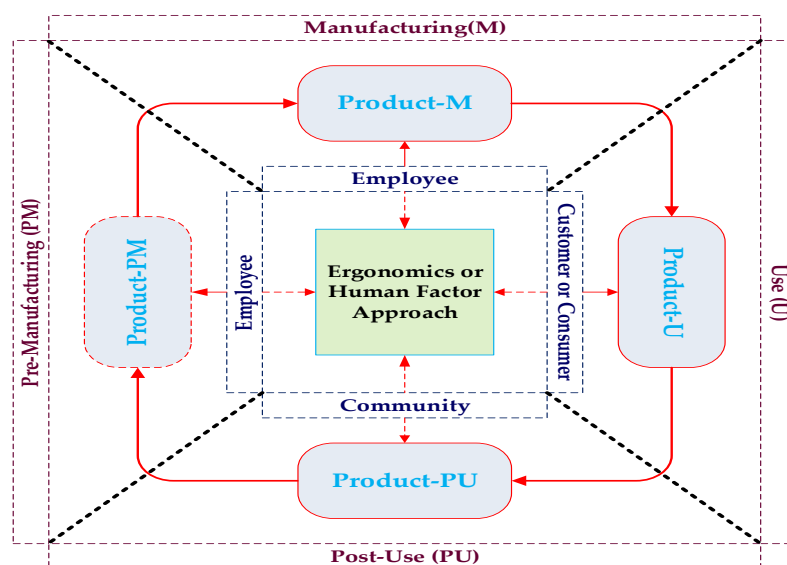 Manufacturing(M)
Product-M
Employee
Pre-Manufacturing (PM)
Product-PM
Employee
Ergonomics or
Human Factor
Approach
Customer or Consumer
Product-U
Use (U)
Community
Product-PU
Post-Use (PU)